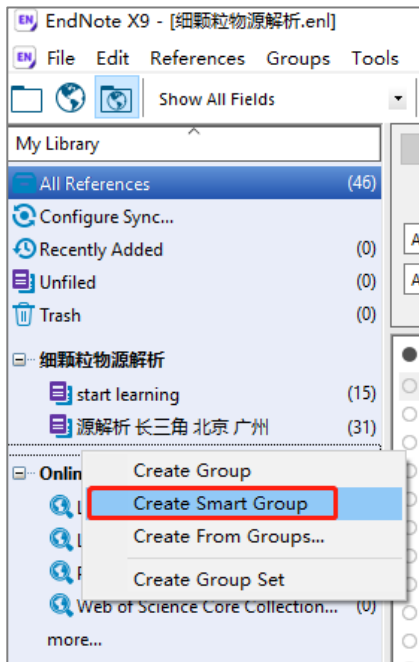 EndNote X9 - [细颗粒物源解析.enl]
File Edit References Groups Tools
Show All Fields
My Library
All References (46)
Configure Sync...
Recently Added (0)
Unfiled (0)
Trash (0)
细颗粒物源解析
start learning (15)
源解析 长三角 北京 广州 (31)
Create Group
Create Smart Group
Create From Groups...
Create Group Set
Web of Science Core Collection... (0)
more...